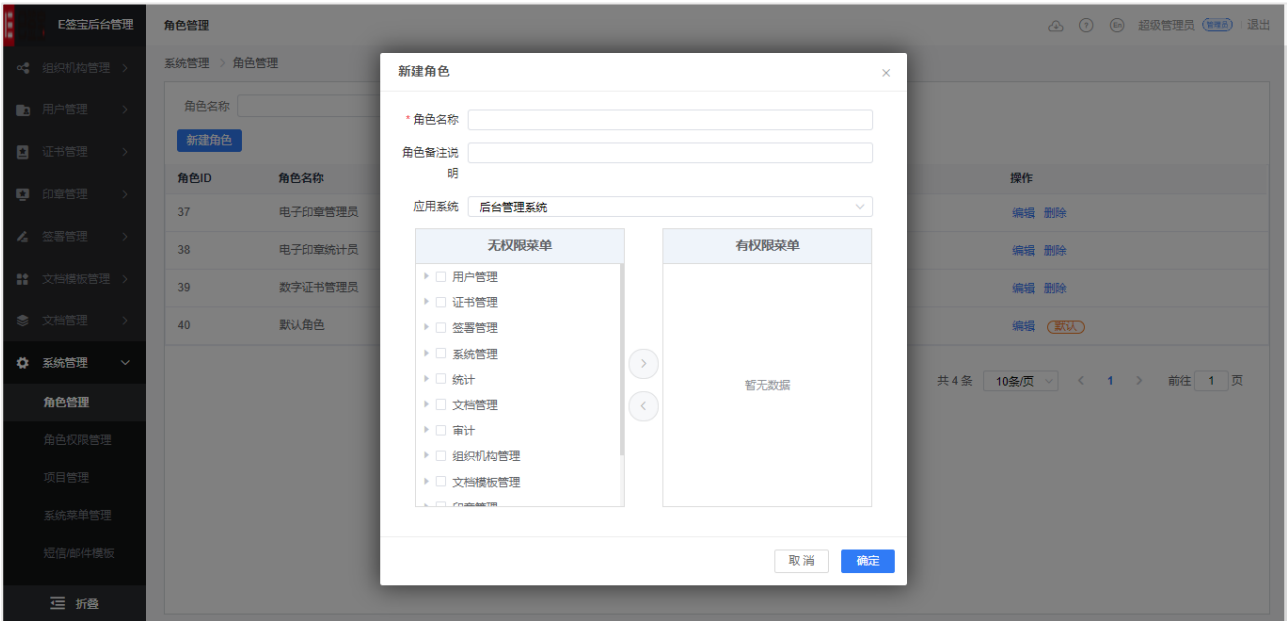 E签宝后台管理
角色管理
En
超级管理员
管理员
退出
组织机构管理
用户管理
证书管理
印章管理
签署管理
文档模板管理
文档管理
系统管理
角色管理
角色权限管理
项目管理
系统菜单管理
短信/邮件模板
折叠
系统管理 > 角色管理
角色名称
新建角色
角色ID 角色名称 操作
37 电子印章管理员 编辑 删除
38 电子印章统计员 编辑 删除
39 数字证书管理员 编辑 删除
40 默认角色 编辑 默认
共 4 条 10条/页 < 1 > 前往 1 页
新建角色 ×
* 角色名称
角色备注说
明
应用系统 后台管理系统
无权限菜单
用户管理
证书管理
签署管理
系统管理
统计
文档管理
审计
组织机构管理
文档模板管理
印章管理
有权限菜单
暂无数据
取消 确定